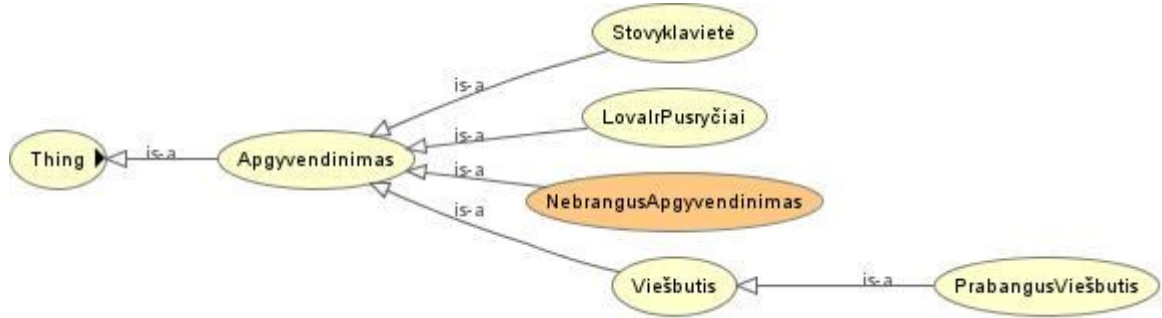 Stovyklavietė
is-a
LovaIrPusryčiai
is-a
Thing
is-a
Apgyvendinimas
is-a
NebrangusApgyvendinimas
is-a
Viešbutis
is-a
PrabangusViešbutis